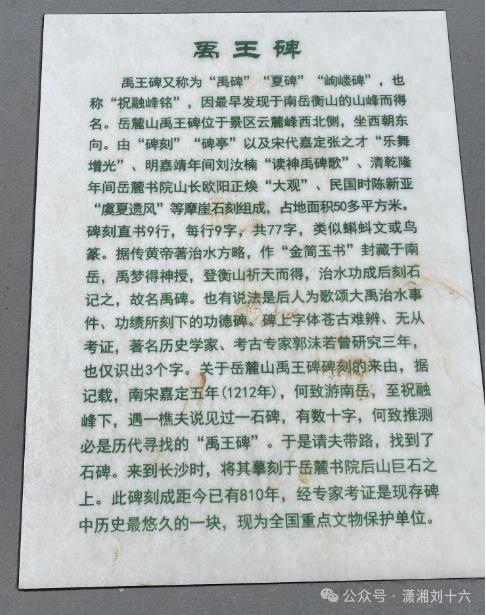 禹王碑
禹王碑又称为“禹碑”“夏碑”“岣嵝碑”，也
称“祝融峰铭”，因最早发现于南岳衡山的山峰而得
名。岳麓山禹王碑位于景区云麓峰西北侧，坐西朝东
向。由“碑刻”“碑亭”以及宋代嘉定张之才“乐舞
增光”、明嘉靖年间刘汝楠“读神禹碑歌”、清乾隆
年间岳麓书院山长欧阳正焕“大观”、民国时陈新亚
“虞夏遗风”等摩崖石刻组成，占地面积50多平方米。
碑刻直书9行，每行9字，共77字，类似蝌蚪文或鸟
篆。据传黄帝著治水方略，作“金简玉书”封藏于南
岳，禹梦得神授，登衡山祈天而得，治水功成后刻石
记之，故名禹碑。也有说法是后人为歌颂大禹治水事
件、功绩所刻下的功德碑。碑上字体苍古难辨、无从
考证，著名历史学家、考古专家郭沫若曾研究三年，
也仅识出3个字。关于岳麓山禹王碑碑刻的来由，据
记载，南宋嘉定五年(1212年)，何致游南岳，至祝融
峰下，遇一樵夫说见过一石碑，有数十字，何致推测
必是历代寻找的“禹王碑”。于是请夫带路，找到了
石碑。来到长沙时，将其摹刻于岳麓书院后山巨石之
上。此碑刻成距今已有810年，经专家考证是现存碑
中历史最悠久的一块，现为全国重点文物保护单位。
公众号·潇湘刘十六